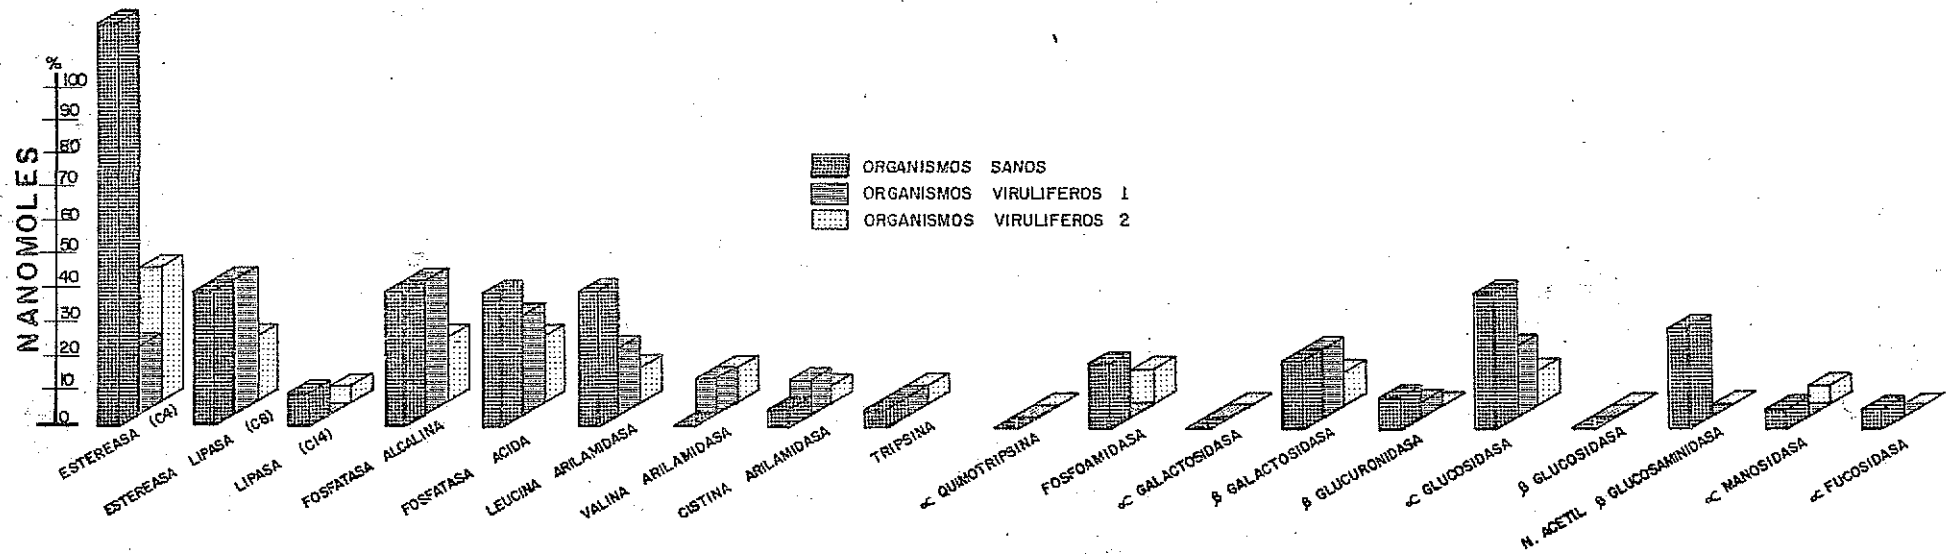 %
100
90
80
70
60
50
40
30
20
10
0
NANOMOLES
ORGANISMOS SANOS
ORGANISMOS VIRULIFEROS 1
ORGANISMOS VIRULIFEROS 2
ESTEREASA (C4)
ESTEREASA LIPASA (C8)
LIPASA (C14)
FOSFATASA ALCALINA
FOSFATASA ACIDA
LEUCINA ARILAMIDASA
VALINA ARILAMIDASA
CISTINA ARILAMIDASA
TRIPSINA
∝ QUIMOTRIPSINA
FOSFOAMIDASA
∝ GALACTOSIDASA
β GALACTOSIDASA
β GLUCURONIDASA
∝ GLUCOSIDASA
β GLUCOSIDASA
N. ACETIL β GLUCOSAMINIDASA
∝ MANOSIDASA
∝ FUCOSIDASA